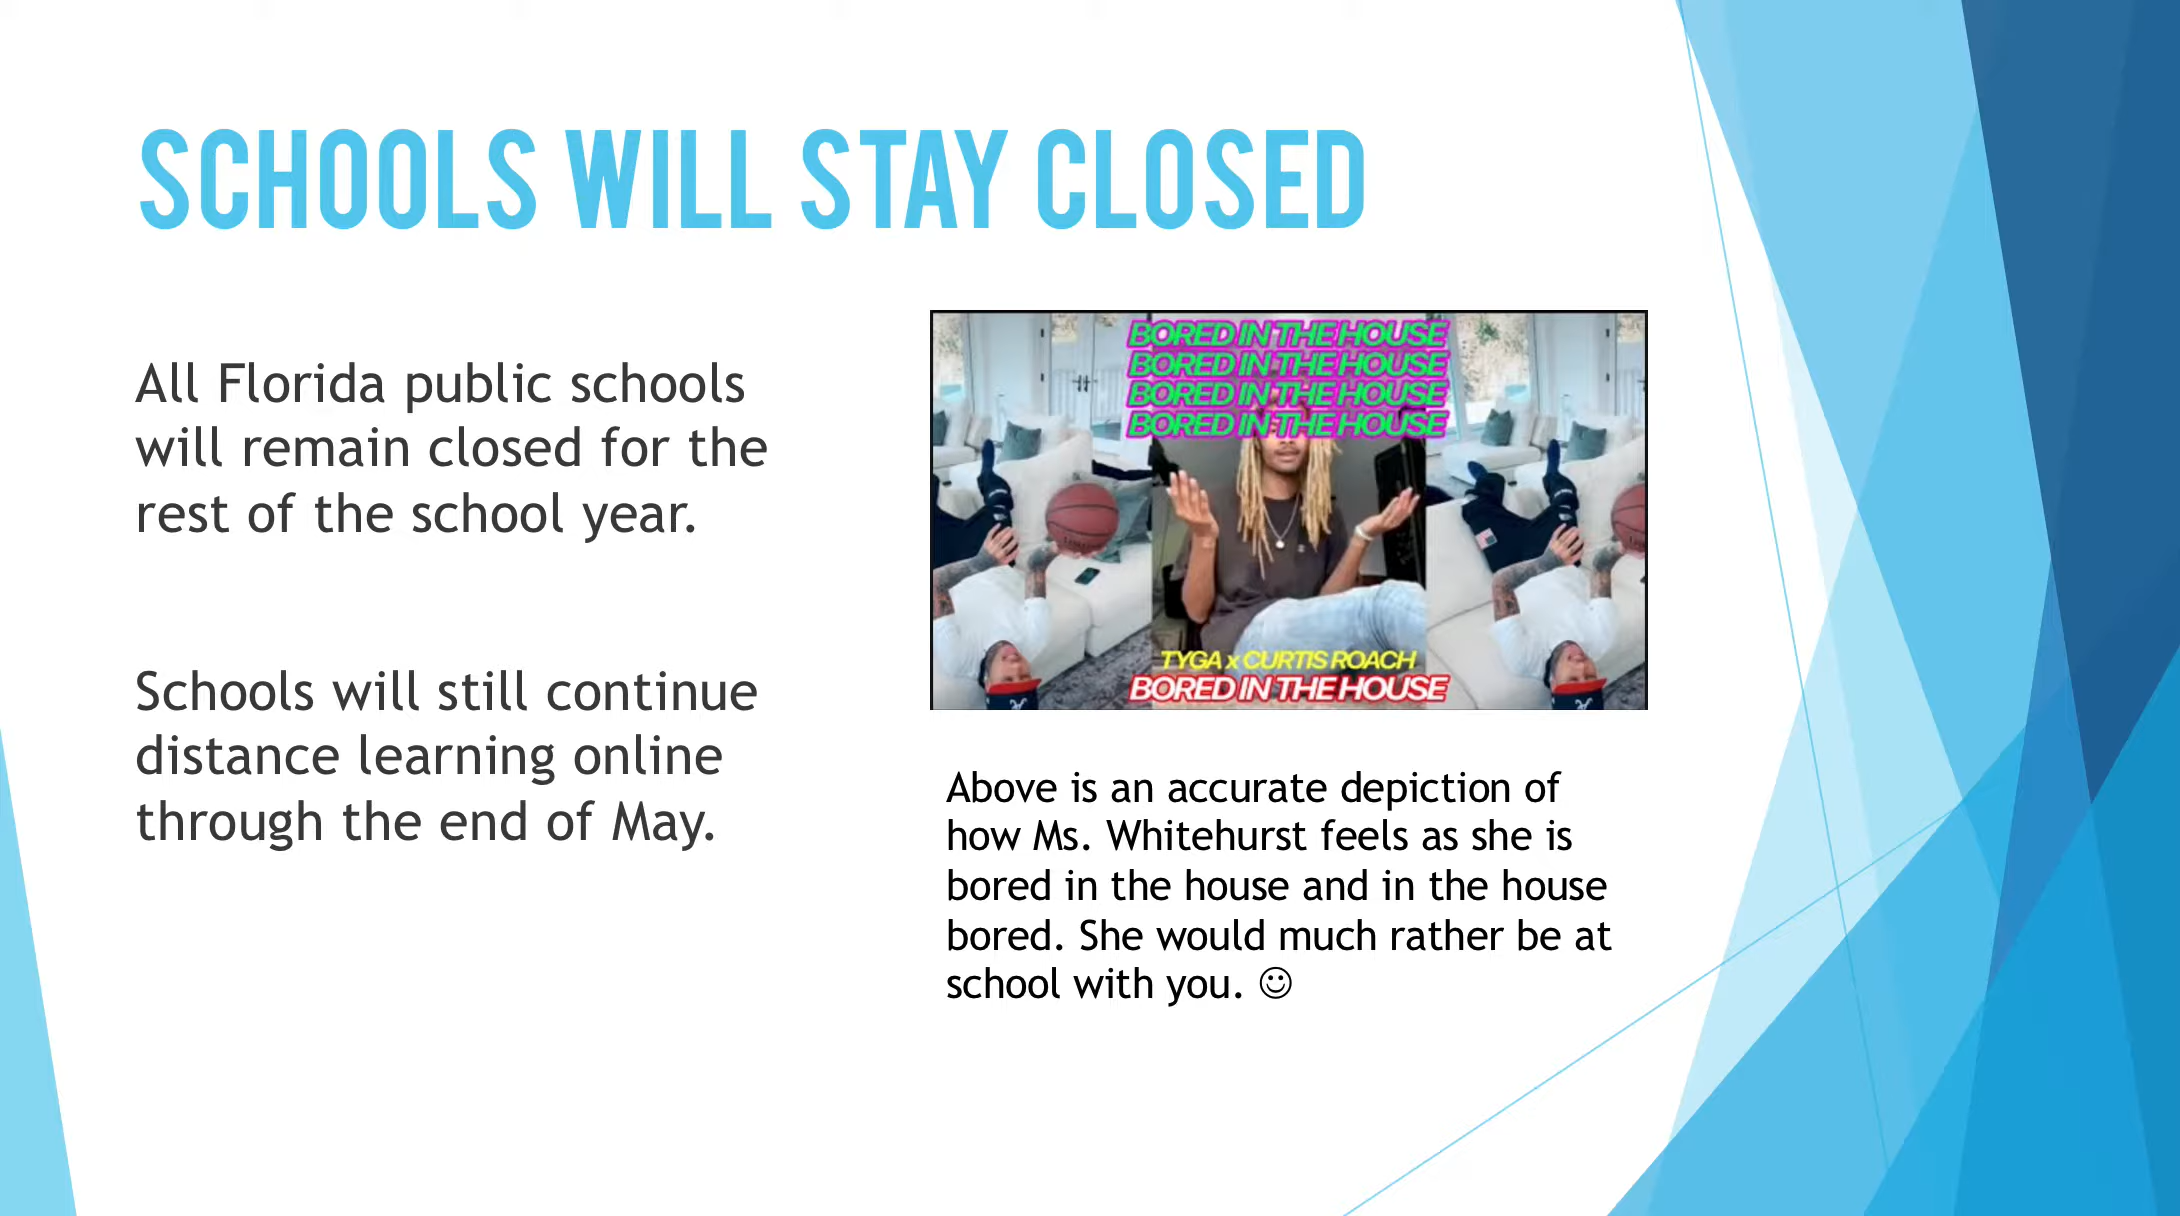 SCHOOLS WILL STAY CLOSED
All Florida public schools
will remain closed for the
rest of the school year.
Schools will still continue
distance learning online
through the end of May.
BORED IN THE HOUSE
BORED IN THE HOUSE
BORED IN THE HOUSE
BORED IN THE HOUSE
TYGA x CURTIS ROACH
BORED IN THE HOUSE
Above is an accurate depiction of
how Ms. Whitehurst feels as she is
bored in the house and in the house
bored. She would much rather be at
school with you. ☺